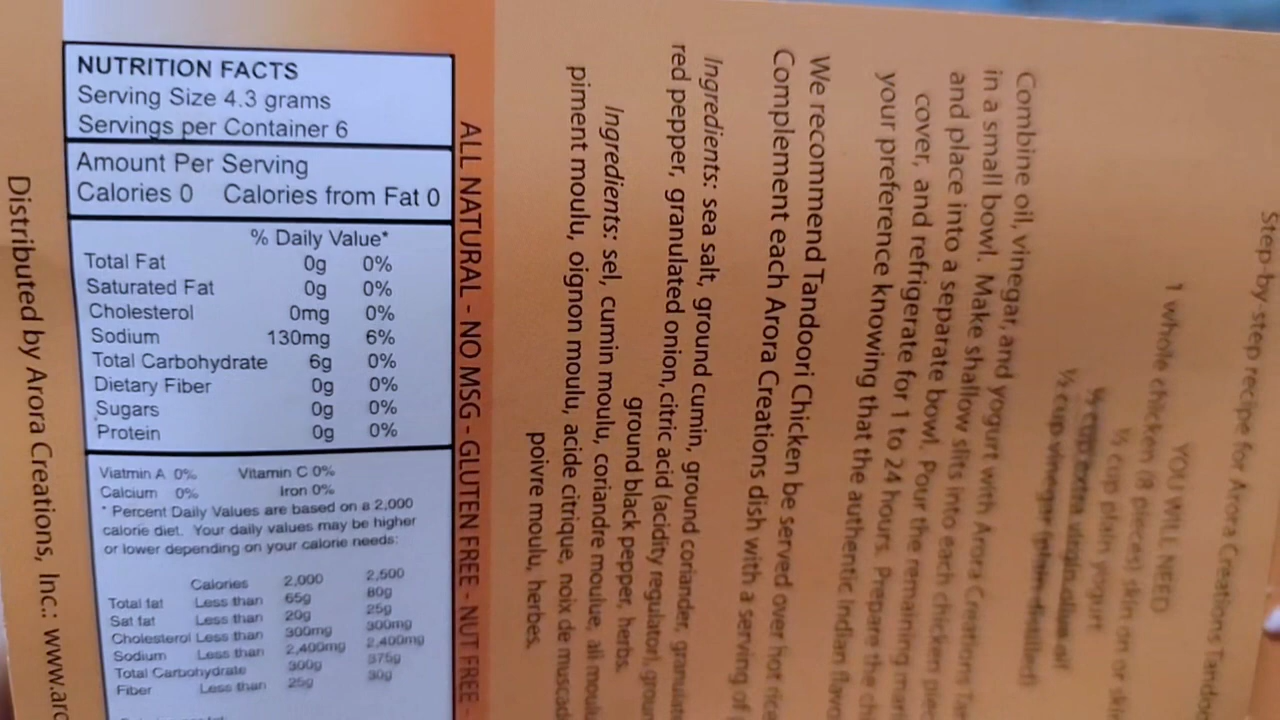 NUTRITION FACTS
Serving Size 4.3 grams
Servings per Container 6
Amount Per Serving
Calories 0 Calories from Fat 0
% Daily Value*
Total Fat 0g 0%
Saturated Fat 0g 0%
Cholesterol 0mg 0%
Sodium 130mg 6%
Total Carbohydrate 6g 0%
Dietary Fiber 0g 0%
Sugars 0g 0%
Protein 0g 0%
Viatmin A 0% Vitamin C 0%
Calcium 0% Iron 0%
* Percent Daily Values are based on a 2,000
calorie diet. Your daily values may be higher
or lower depending on your calorie needs:
Calories 2,000 2,500
Total fat Less than 65g 80g
Sat fat Less than 20g 25g
Cholesterol Less than 300mg 300mg
Sodium Less than 2,400mg 2,400mg
Total Carbohydrate 300g 375g
Fiber Less than 25g 30g
Step-by-step recipe for Arora Creations
YOU WILL NEED
1 whole chicken (8 pieces) skin on or
½ cup plain yogurt
cup extra virgin olive oil
cup vinegar (plain distilled)
Combine oil, vinegar, and yogurt with Arora Creations
in a small bowl. Make shallow slits into each chicken
and place into a separate bowl. Pour the remaining
cover, and refrigerate for 1 to 24 hours. Prepare the
your preference knowing that the authentic Indian
We recommend Tandoori Chicken be served over hot rice
Complement each Arora Creations dish with a serving of
Ingredients: sea salt, ground cumin, ground coriander, granulat
red pepper, granulated onion, citric acid (acidity regulator), groun
ground black pepper, herbs.
Ingredients: sel, cumin moulu, coriandre moulue, ail moulu
piment moulu, oignon moulu, acide citrique, noix de muscad
poivre moulu, herbes.
ALL NATURAL - NO MSG - GLUTEN FREE - NUT FREE -
Distributed by Arora Creations, Inc.: www.aro